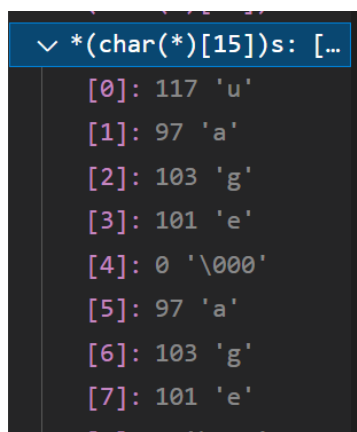 *(char(*)[15])s: […
[0]: 117 'u'
[1]: 97 'a'
[2]: 103 'g'
[3]: 101 'e'
[4]: 0 '\000'
[5]: 97 'a'
[6]: 103 'g'
[7]: 101 'e'